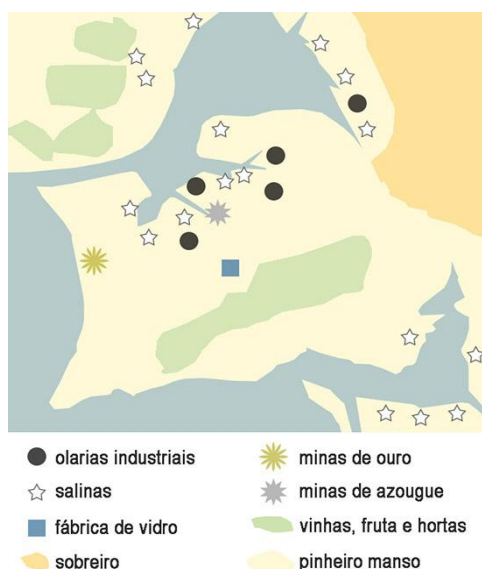 olarias industriais
minas de ouro
salinas
minas de azougue
fábrica de vidro
vinhas, fruta e hortas
sobreiro
pinheiro manso